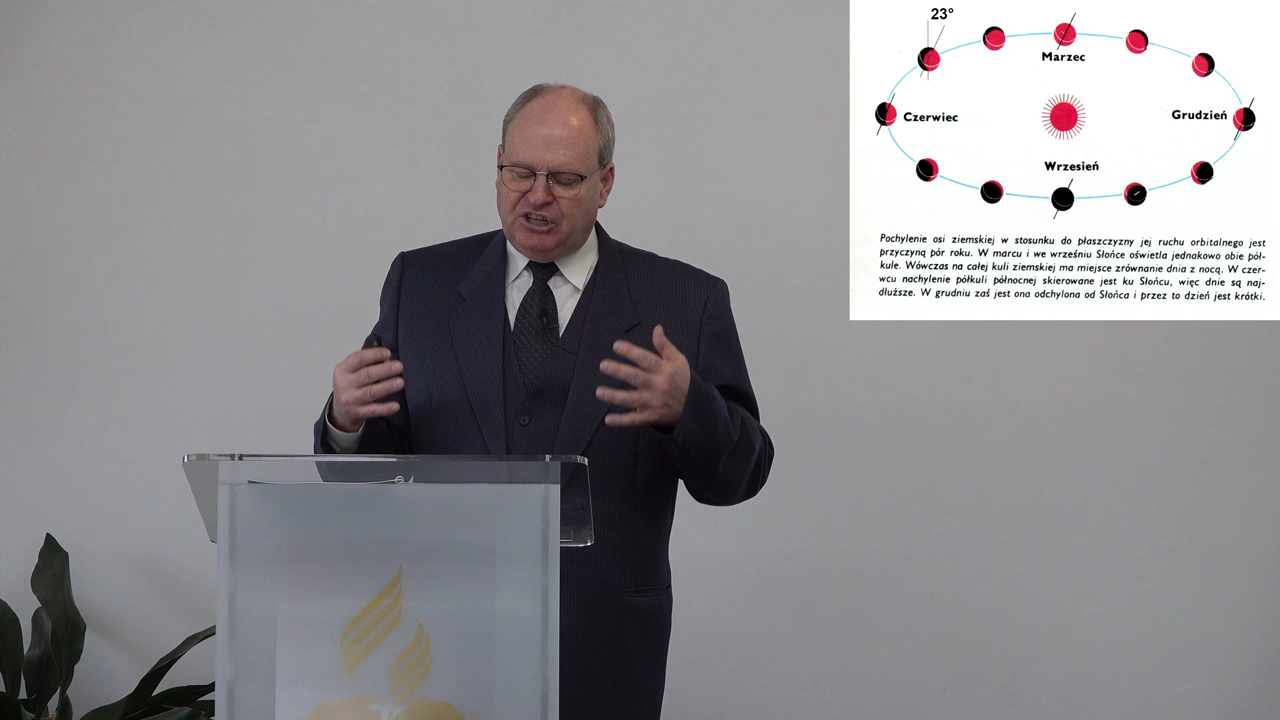 23°
Marzec
Czerwiec
Grudzień
Wrzesień
Pochylenie osi ziemskiej w stosunku do płaszczyzny jej ruchu orbitalnego jest
przyczyną pór roku. W marcu i we wrześniu Słońce oświetla jednakowo obie pół-
kule. Wówczas na całej kuli ziemskiej ma miejsce zrównanie dnia z nocą. W czer-
wcu nachylenie półkuli północnej skierowane jest ku Słońcu, więc dnie są naj-
dłuższe. W grudniu zaś jest ona odchylona od Słońca i przez to dzień jest krótki.